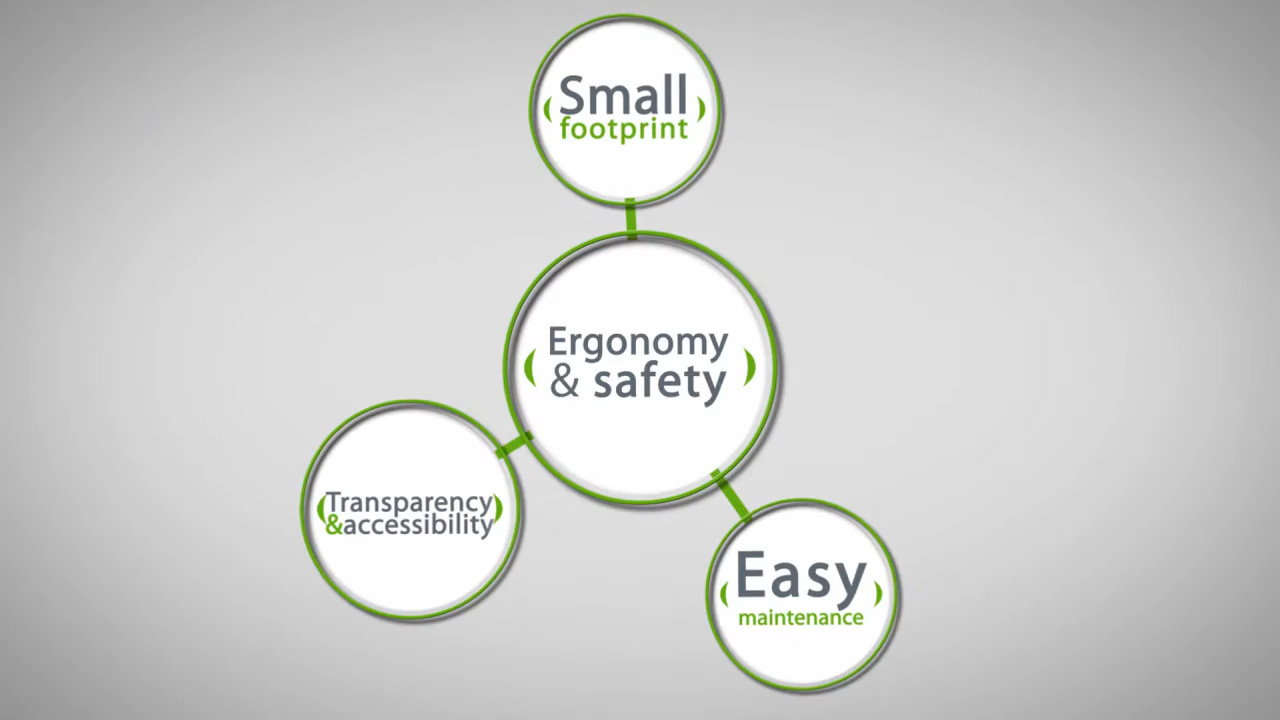 Small
footprint
Ergonomy
& safety
Transparency
&accessibility
Easy
maintenance